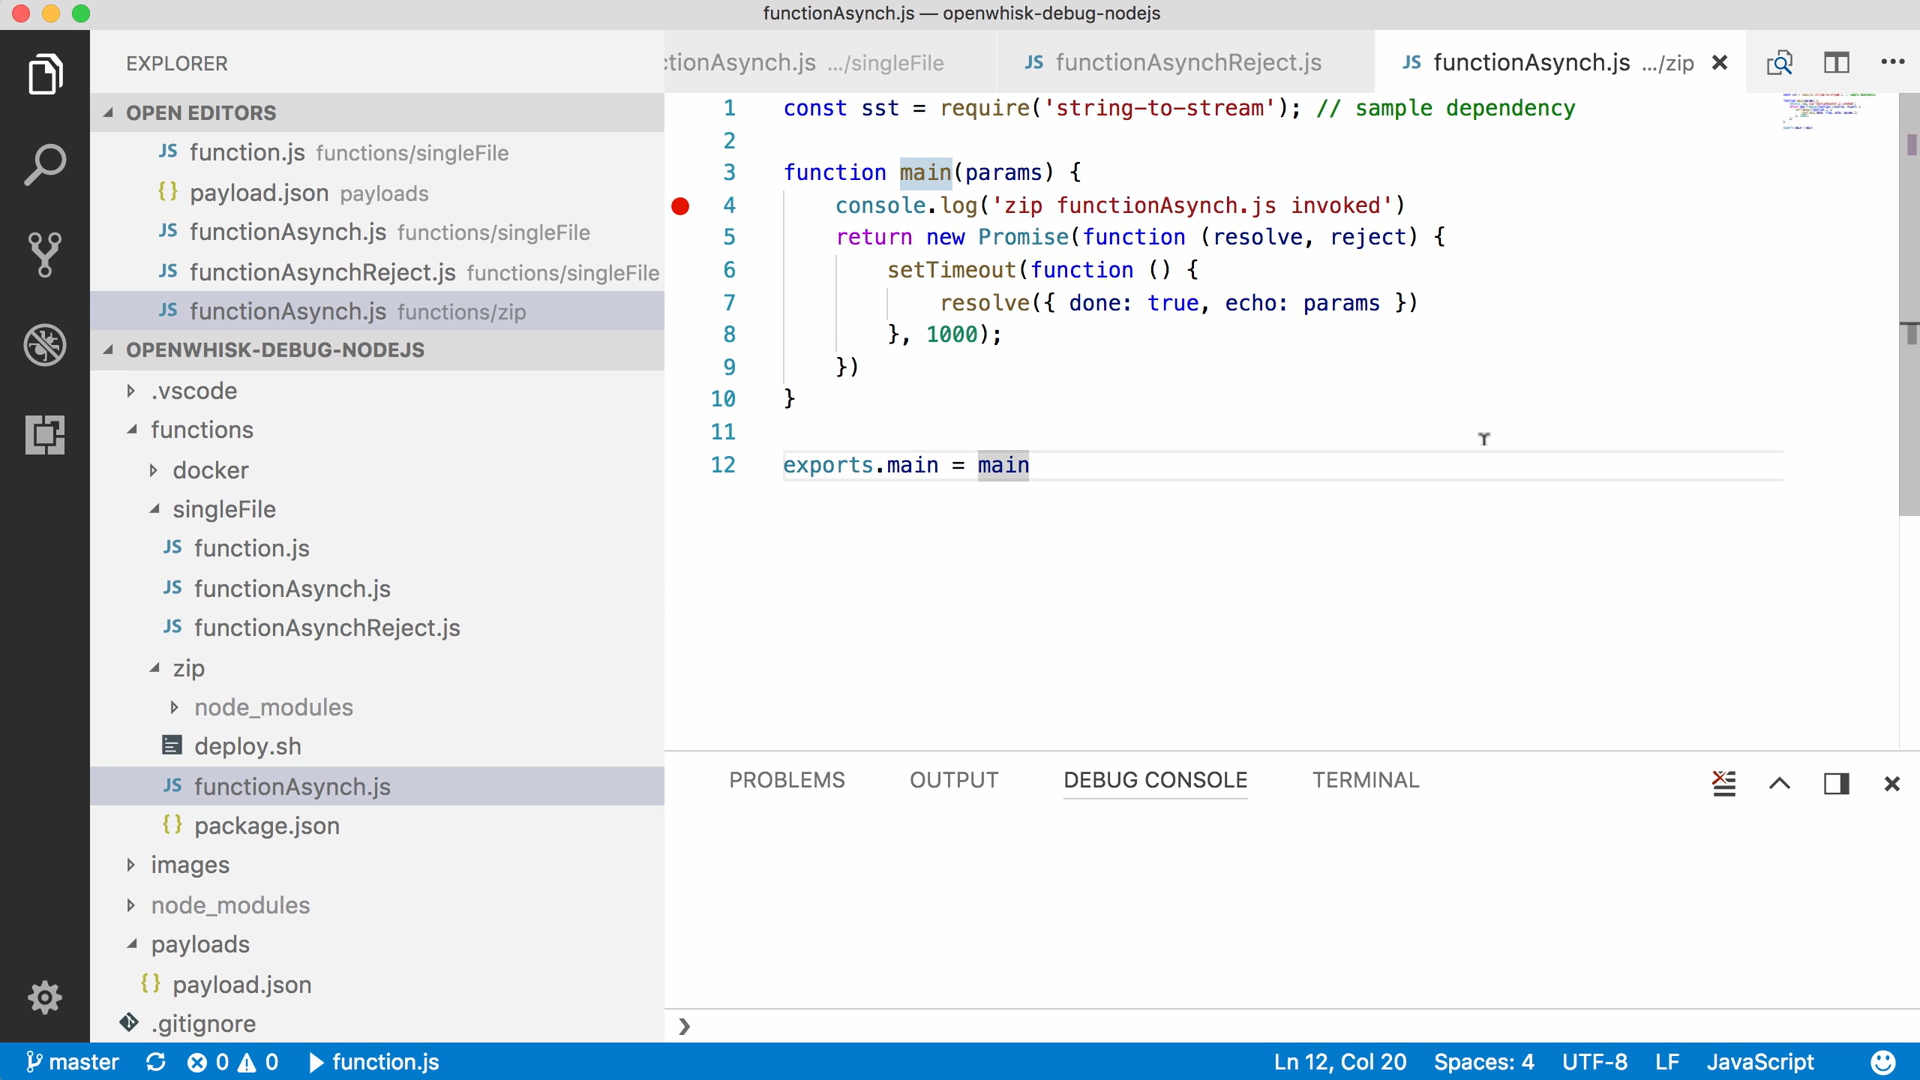 functionAsynch.js — openwhisk-debug-nodejs
EXPLORER
OPEN EDITORS
JS function.js functions/singleFile
{} payload.json payloads
JS functionAsynch.js functions/singleFile
JS functionAsynchReject.js functions/singleFile
JS functionAsynch.js functions/zip
OPENWHISK-DEBUG-NODEJS
.vscode
functions
docker
singleFile
JS function.js
JS functionAsynch.js
JS functionAsynchReject.js
zip
node_modules
deploy.sh
JS functionAsynch.js
{} package.json
images
node_modules
payloads
{} payload.json
.gitignore
ctionAsynch.js .../singleFile JS functionAsynchReject.js JS functionAsynch.js .../zip
1 const sst = require('string-to-stream'); // sample dependency
2
3 function main(params) {
4 console.log('zip functionAsynch.js invoked')
5 return new Promise(function (resolve, reject) {
6 setTimeout(function () {
7 resolve({ done: true, echo: params })
8 }, 1000);
9 })
10 }
11
12 exports.main = main
PROBLEMS OUTPUT DEBUG CONSOLE TERMINAL
master 0 0 function.js Ln 12, Col 20 Spaces: 4 UTF-8 LF JavaScript